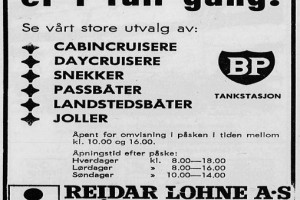 er i full gang!
Se vårt store utvalg av:
CABINCRUISERE
DAYCRUISERE
SNEKKER
PASSBÅTER
LANDSTEDSBÅTER
JOLLER
BP
TANKSTASJON
Åpent for omvisning i påsken i tiden mellom
kl. 10.00 og 16.00.
Åpningstid efter påske:
Hverdager kl. 8.00—18.00
Lørdager » 8.00—16.00
Søndager » 10.00—14.00
REIDAR LOHNE A·S